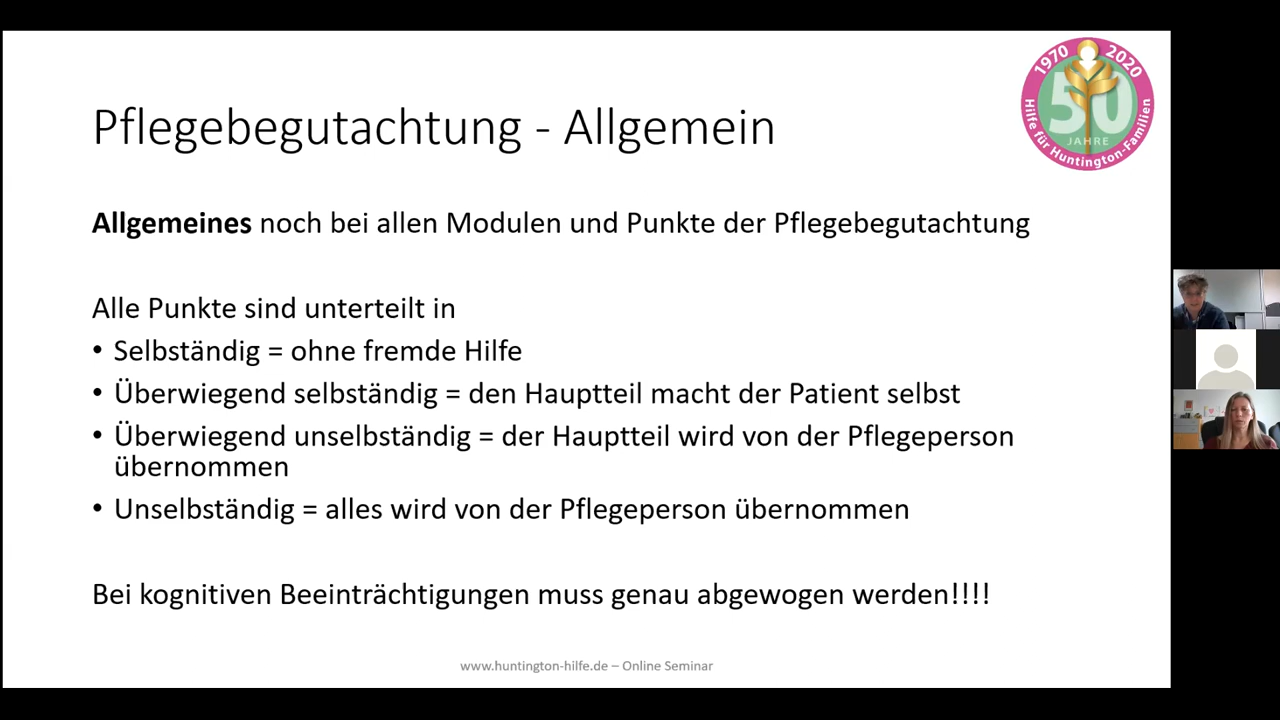 1970 2020
50
JAHRE
Hilfe für Huntington-Familien
Pflegebegutachtung - Allgemein
Allgemeines noch bei allen Modulen und Punkte der Pflegebegutachtung
Alle Punkte sind unterteilt in
• Selbständig = ohne fremde Hilfe
• Überwiegend selbständig = den Hauptteil macht der Patient selbst
• Überwiegend unselbständig = der Hauptteil wird von der Pflegeperson
übernommen
• Unselbständig = alles wird von der Pflegeperson übernommen
Bei kognitiven Beeinträchtigungen muss genau abgewogen werden!!!!
www.huntington-hilfe.de – Online Seminar